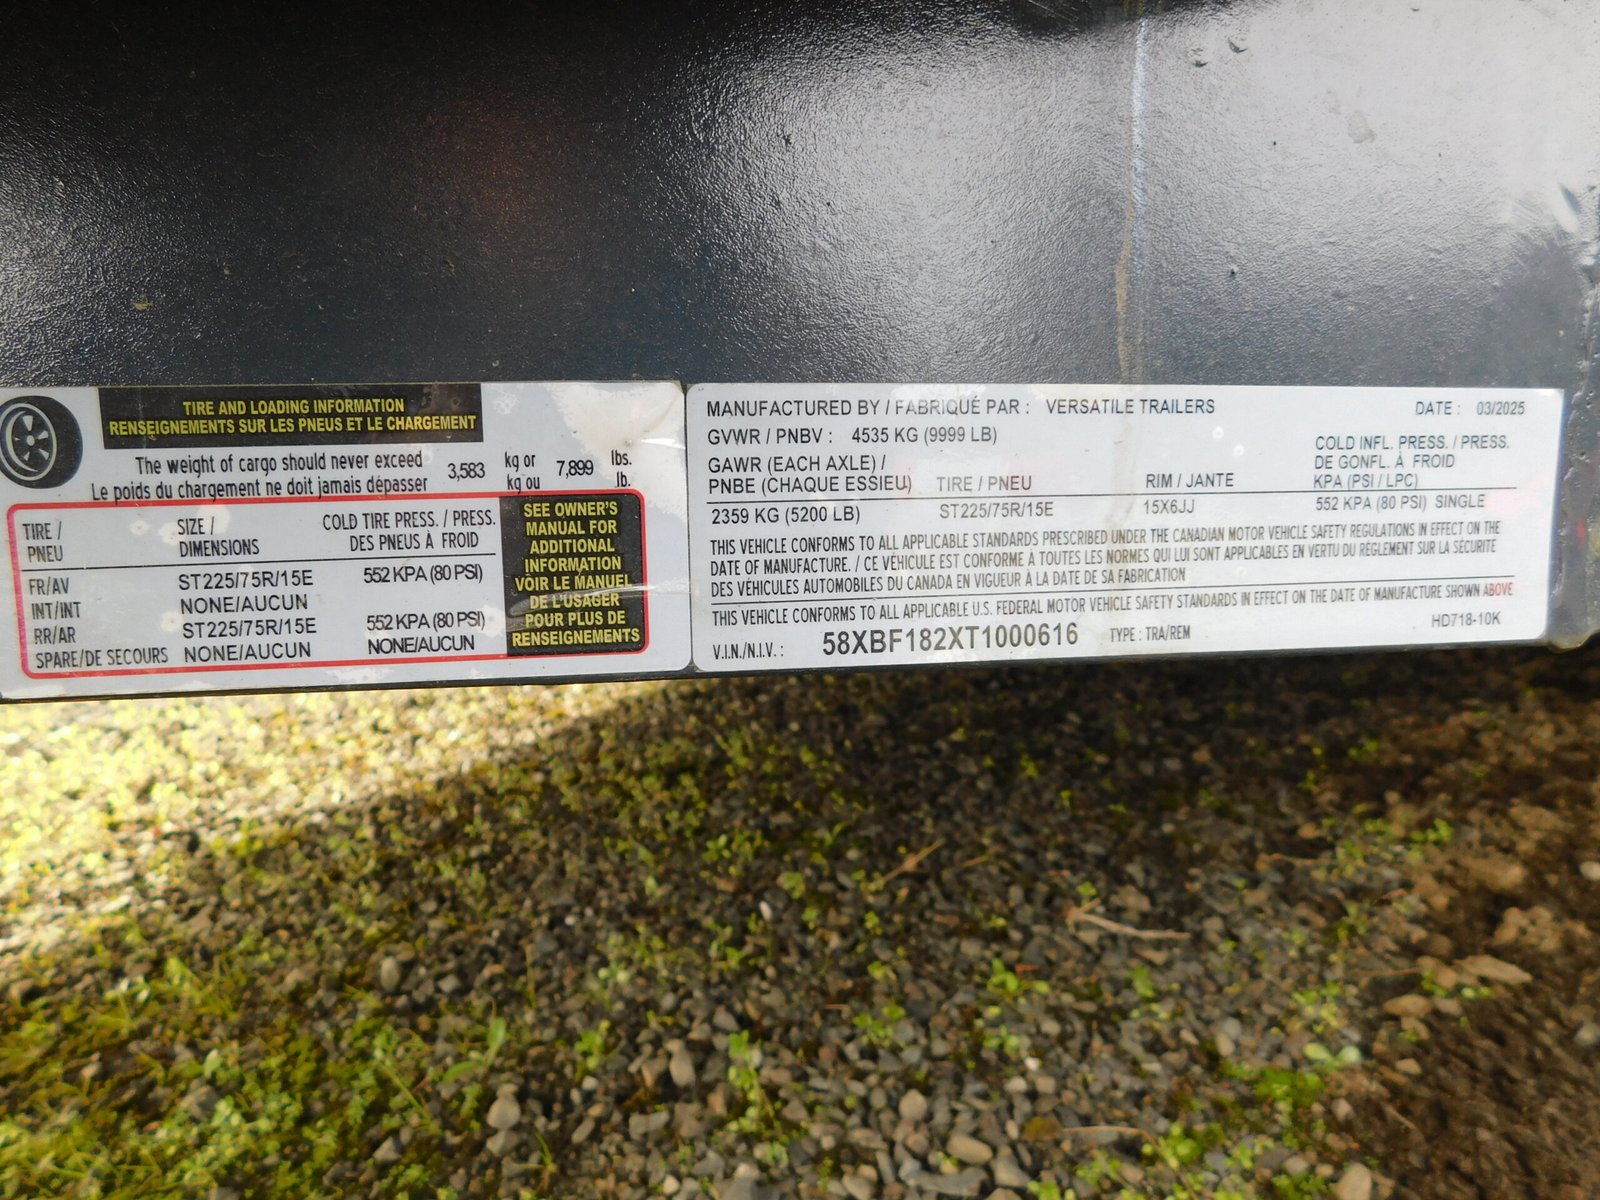 TIRE AND LOADING INFORMATION
RENSEIGNEMENTS SUR LES PNEUS ET LE CHARGEMENT
The weight of cargo should never exceed 3,583 kg or 7,899 lbs.
Le poids du chargement ne doit jamais dépasser kg ou lb.
TIRE / PNEU
SIZE / DIMENSIONS
COLD TIRE PRESS. / PRESS. DES PNEUS À FROID
FR/AV ST225/75R/15E 552 KPA (80 PSI)
INT/INT NONE/AUCUN
RR/AR ST225/75R/15E 552 KPA (80 PSI)
SPARE/DE SECOURS NONE/AUCUN NONE/AUCUN
SEE OWNER'S
MANUAL FOR
ADDITIONAL
INFORMATION
VOIR LE MANUEL
DE L'USAGER
POUR PLUS DE
RENSEIGNEMENTS
MANUFACTURED BY / FABRIQUÉ PAR : VERSATILE TRAILERS DATE : 03/2025
GVWR / PNBV : 4535 KG (9999 LB)
GAWR (EACH AXLE) /
PNBE (CHAQUE ESSIEU) TIRE / PNEU RIM / JANTE
COLD INFL. PRESS. / PRESS.
DE GONFL. À FROID
KPA (PSI / LPC)
2359 KG (5200 LB) ST225/75R/15E 15X6JJ 552 KPA (80 PSI) SINGLE
THIS VEHICLE CONFORMS TO ALL APPLICABLE STANDARDS PRESCRIBED UNDER THE CANADIAN MOTOR VEHICLE SAFETY REGULATIONS IN EFFECT ON THE
DATE OF MANUFACTURE. / CE VÉHICULE EST CONFORME À TOUTES LES NORMES QUI LUI SONT APPLICABLES EN VERTU DU RÈGLEMENT SUR LA SÉCURITÉ
DES VÉHICULES AUTOMOBILES DU CANADA EN VIGUEUR À LA DATE DE SA FABRICATION
THIS VEHICLE CONFORMS TO ALL APPLICABLE U.S. FEDERAL MOTOR VEHICLE SAFETY STANDARDS IN EFFECT ON THE DATE OF MANUFACTURE SHOWN ABOVE
V.I.N./N.I.V. : 58XBF182XT1000616 TYPE : TRA/REM HD718-10K